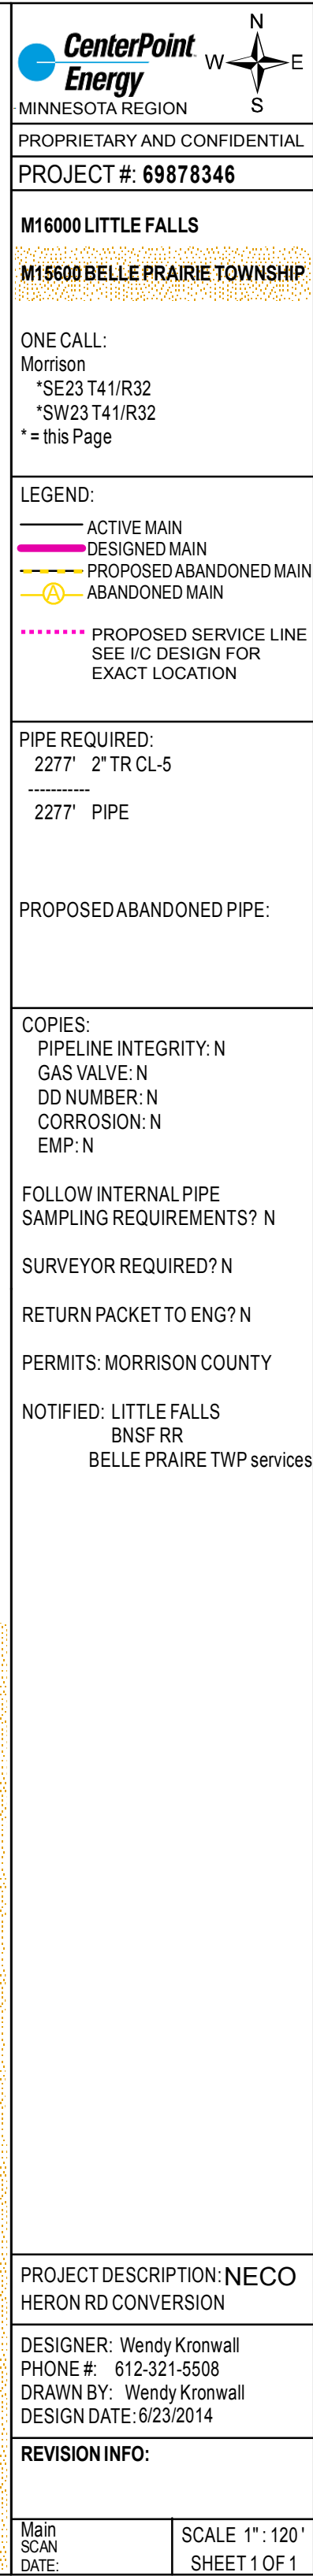 N
CenterPoint
Energy
W E
S
MINNESOTA REGION
PROPRIETARY AND CONFIDENTIAL
PROJECT #: 69878346
M16000 LITTLE FALLS
M15600 BELLE PRAIRIE TOWNSHIP
ONE CALL:
Morrison
*SE23 T41/R32
*SW23 T41/R32
* = this Page
LEGEND:
ACTIVE MAIN
DESIGNED MAIN
PROPOSED ABANDONED MAIN
A ABANDONED MAIN
PROPOSED SERVICE LINE
SEE I/C DESIGN FOR
EXACT LOCATION
PIPE REQUIRED:
2277' 2" TR CL-5
-----------
2277' PIPE
PROPOSED ABANDONED PIPE:
COPIES:
PIPELINE INTEGRITY: N
GAS VALVE: N
DD NUMBER: N
CORROSION: N
EMP: N
FOLLOW INTERNAL PIPE
SAMPLING REQUIREMENTS? N
SURVEYOR REQUIRED? N
RETURN PACKET TO ENG? N
PERMITS: MORRISON COUNTY
NOTIFIED: LITTLE FALLS
BNSF RR
BELLE PRAIRE TWP services
PROJECT DESCRIPTION: NECO
HERON RD CONVERSION
DESIGNER: Wendy Kronwall
PHONE #: 612-321-5508
DRAWN BY: Wendy Kronwall
DESIGN DATE: 6/23/2014
REVISION INFO:
Main
SCAN
DATE:
SCALE 1" : 120 '
SHEET 1 OF 1